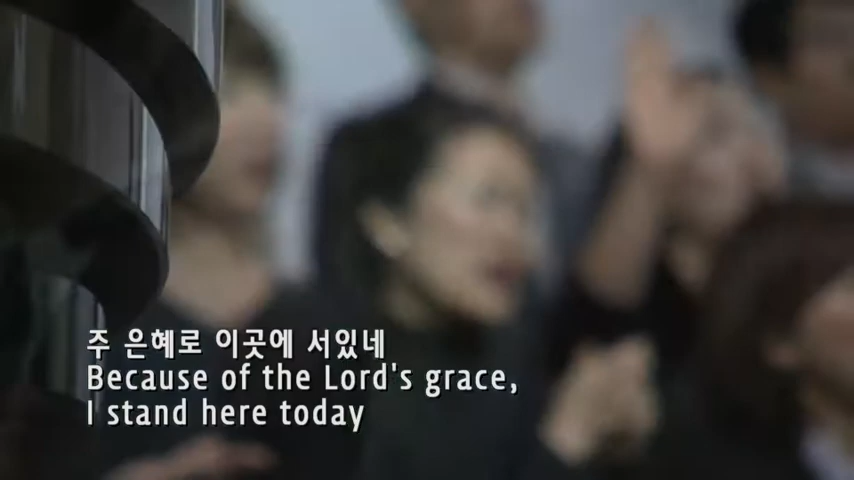 주 은혜로 이곳에 서있네
Because of the Lord's grace,
I stand here today